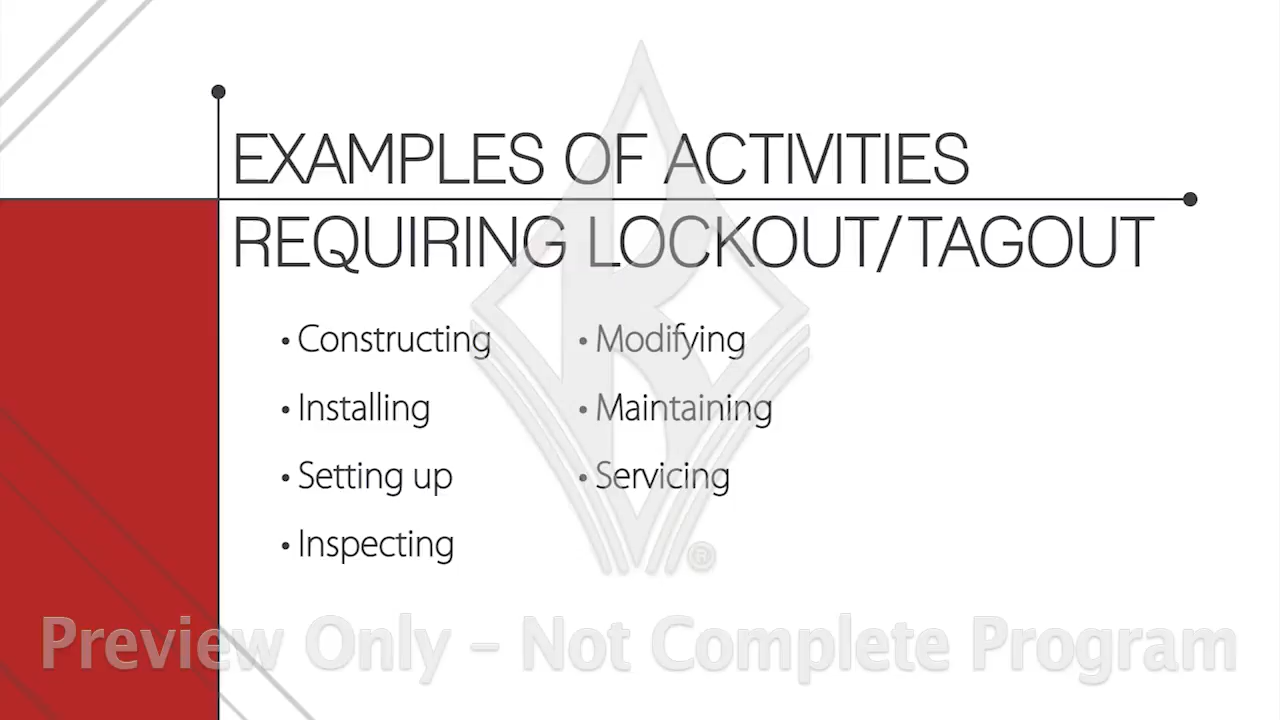 EXAMPLES OF ACTIVITIES
REQUIRING LOCKOUT/TAGOUT
• Constructing
• Installing
• Setting up
• Inspecting
• Modifying
• Maintaining
• Servicing
®
Preview Only – Not Complete Program